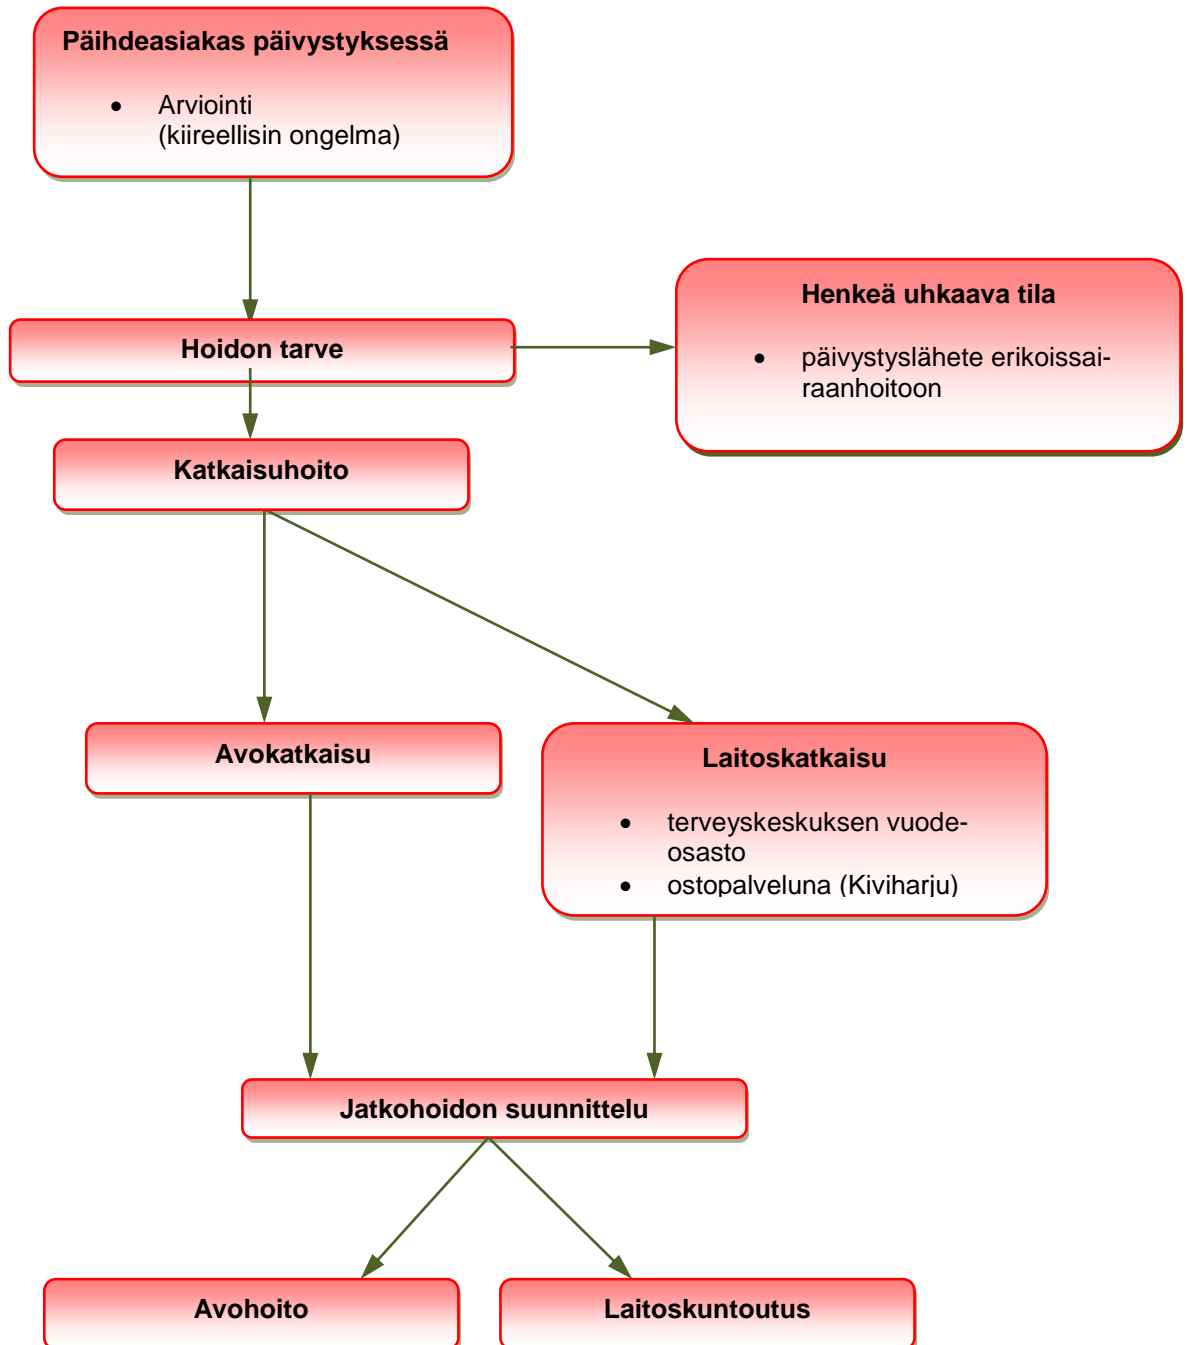 Päihdeasiakas päivystyksessä
• Arviointi
(kiireellisin ongelma)
Henkeä uhkaava tila
• päivystyslähete erikoissai-
raanhoitoon
Hoidon tarve
Katkaisuhoito
Avokatkaisu
Laitoskatkaisu
• terveyskeskuksen vuode-
osasto
• ostopalveluna (Kiviharju)
Jatkohoidon suunnittelu
Avohoito
Laitoskuntoutus